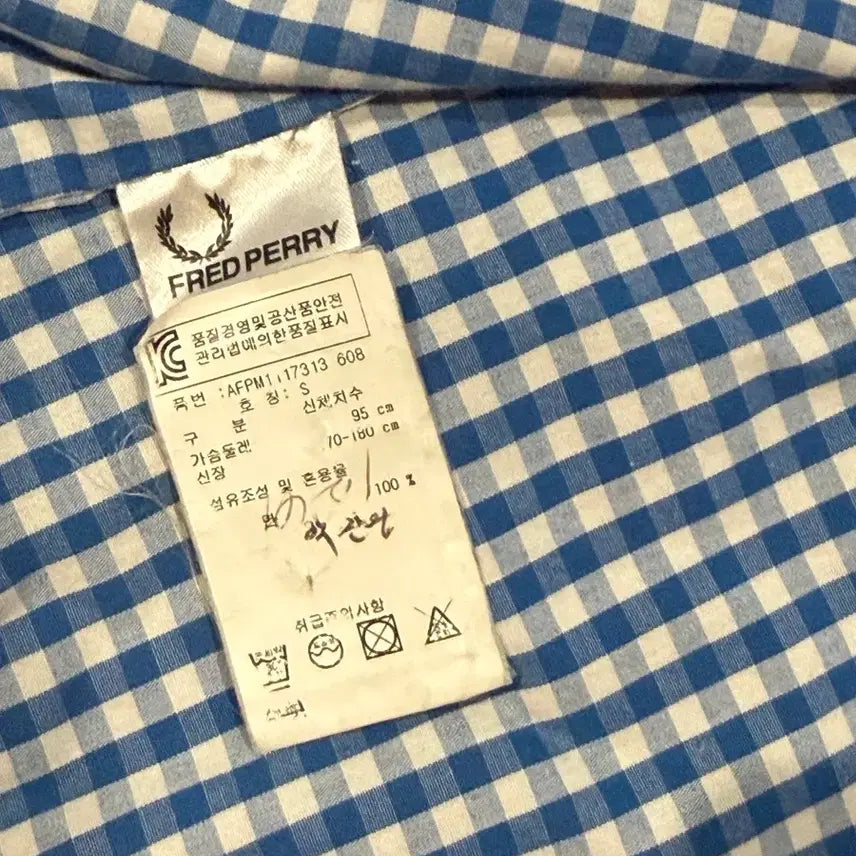 FRED PERRY
품질경영및공산품안전
관리법에의한품질표시
품번 :AFPM1117313 608
호 칭: S
구 분 신체치수
가슴둘레 95 cm
신장 70-180 cm
섬유조성 및 혼용율
면 100 %
취급주의사항